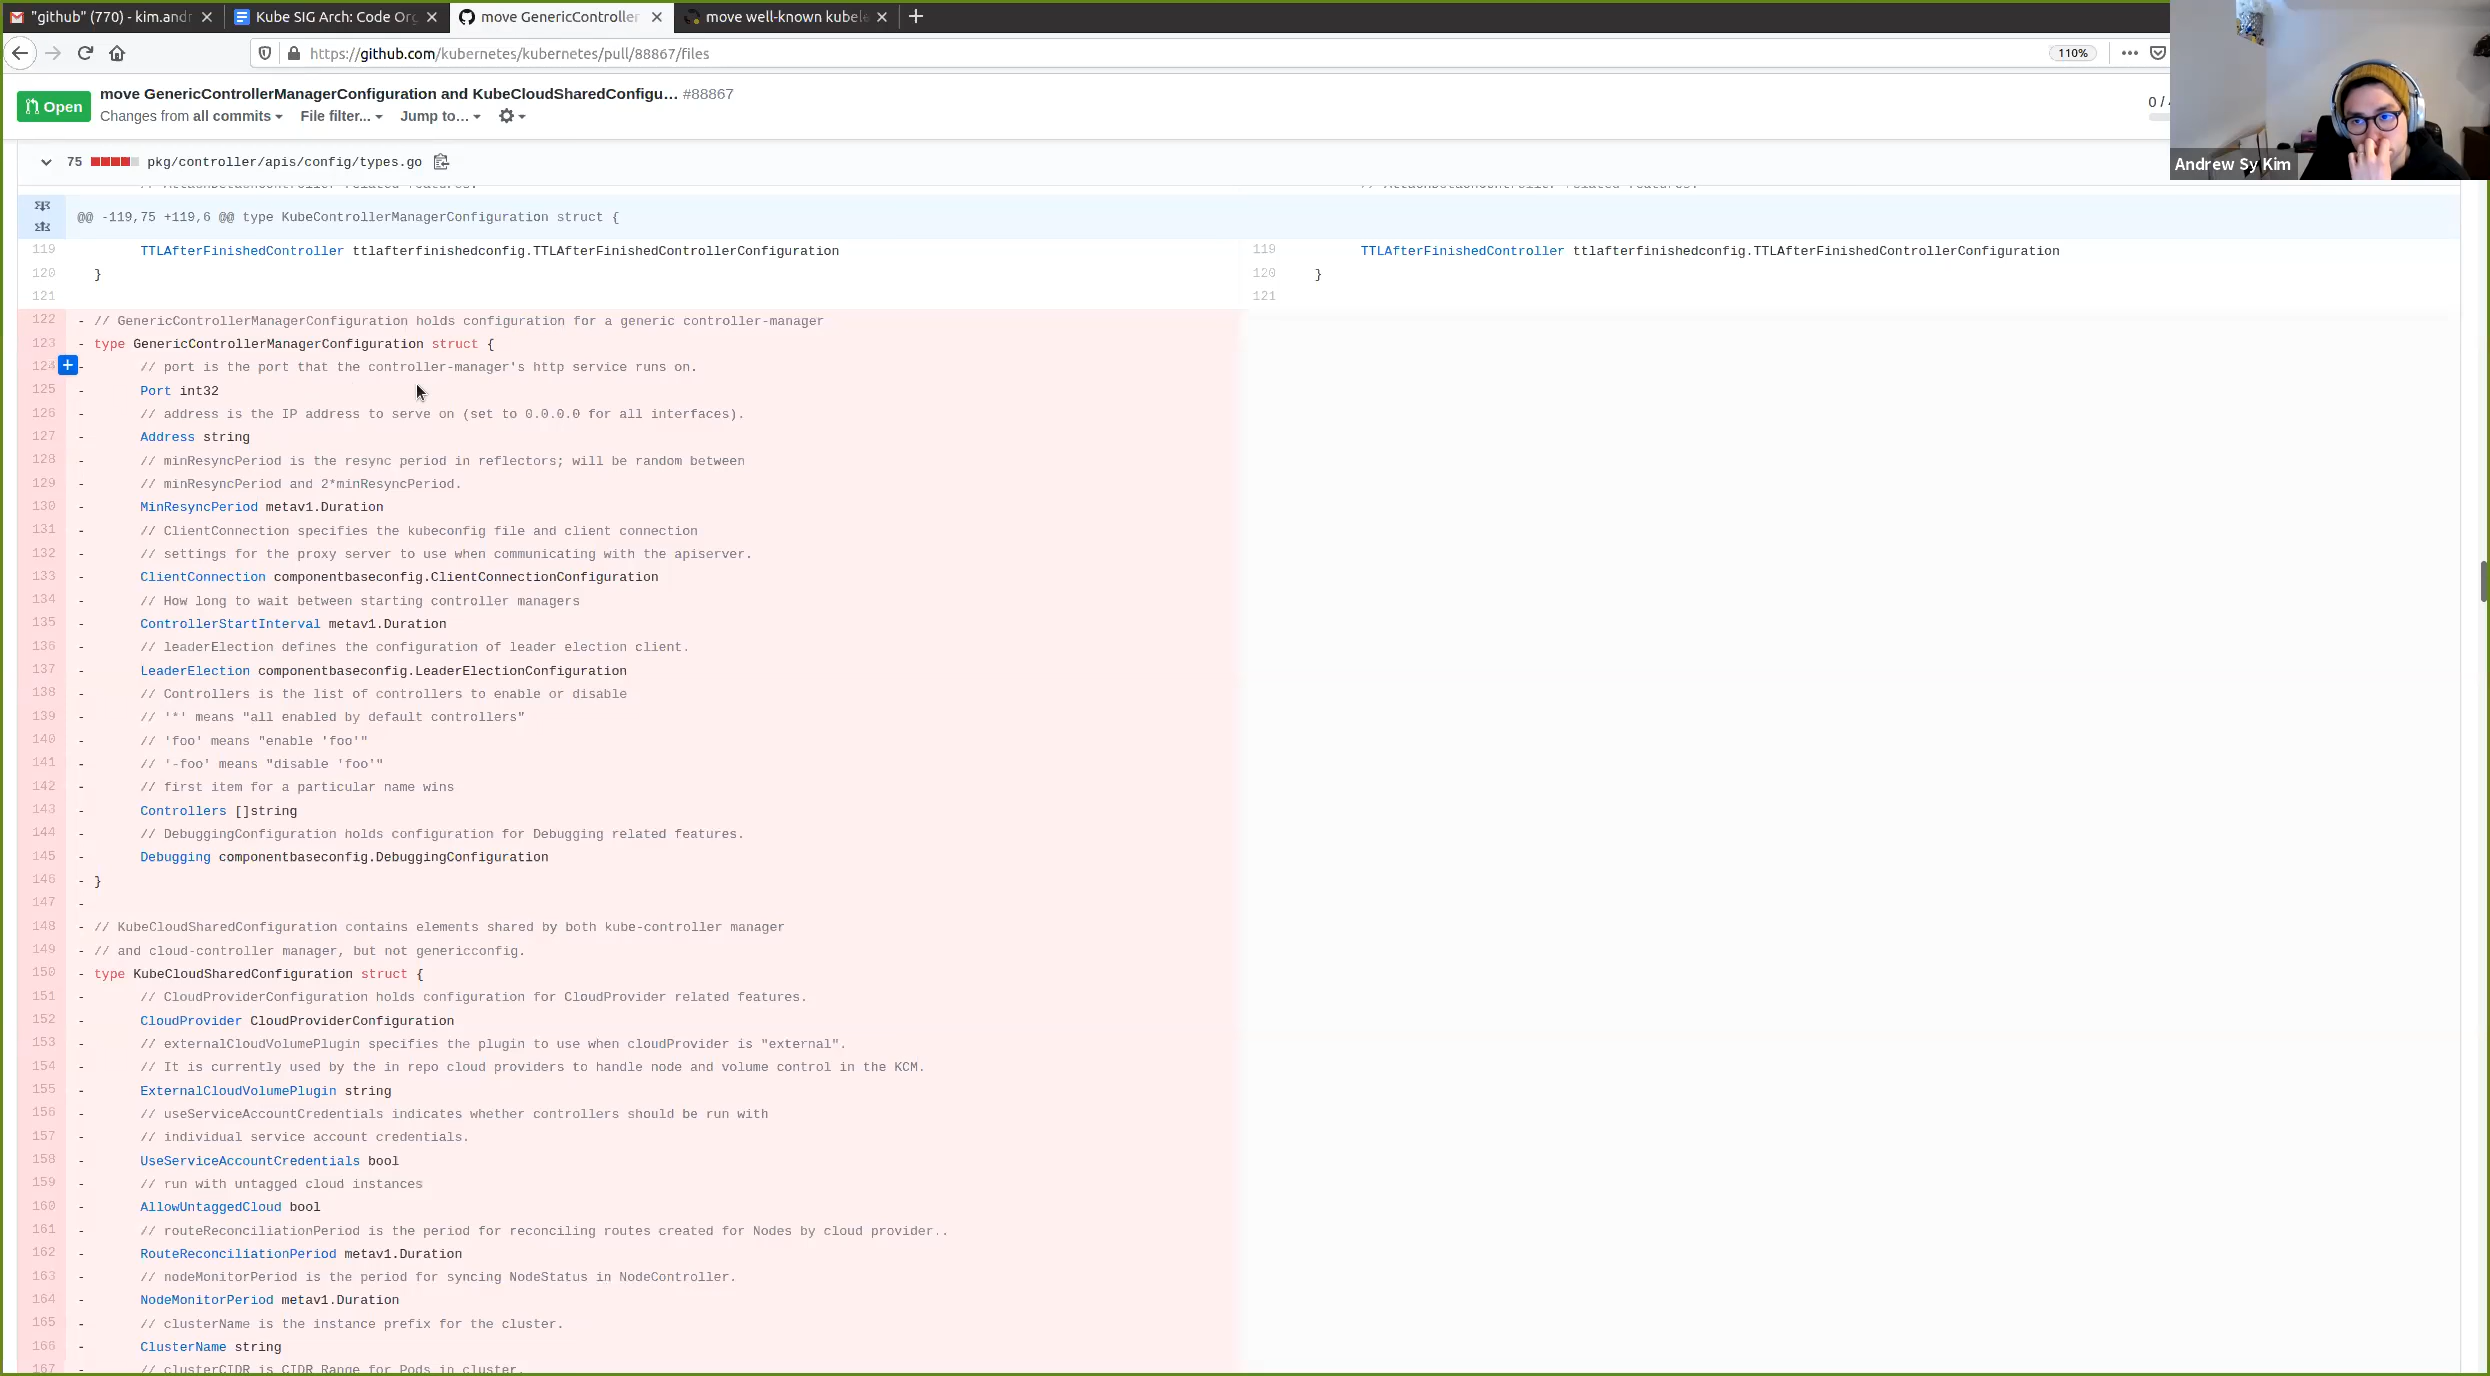 "github" (770) - kim.andr
Kube SIG Arch: Code Org
move GenericController
move well-known kubele
https://github.com/kubernetes/kubernetes/pull/88867/files
110%
Open
move GenericControllerManagerConfiguration and KubeCloudSharedConfigu… #88867
Changes from all commits
File filter...
Jump to…
0 /
Andrew Sy Kim
75 pkg/controller/apis/config/types.go
// AttachDetachController related features.
// AttachDetachController related features.
@@ -119,75 +119,6 @@ type KubeControllerManagerConfiguration struct {
119 TTLAfterFinishedController ttlafterfinishedconfig.TTLAfterFinishedControllerConfiguration
119 TTLAfterFinishedController ttlafterfinishedconfig.TTLAfterFinishedControllerConfiguration
120 }
120 }
121
121
122 - // GenericControllerManagerConfiguration holds configuration for a generic controller-manager
123 - type GenericControllerManagerConfiguration struct {
124 - // port is the port that the controller-manager's http service runs on.
125 - Port int32
126 - // address is the IP address to serve on (set to 0.0.0.0 for all interfaces).
127 - Address string
128 - // minResyncPeriod is the resync period in reflectors; will be random between
129 - // minResyncPeriod and 2*minResyncPeriod.
130 - MinResyncPeriod metav1.Duration
131 - // ClientConnection specifies the kubeconfig file and client connection
132 - // settings for the proxy server to use when communicating with the apiserver.
133 - ClientConnection componentbaseconfig.ClientConnectionConfiguration
134 - // How long to wait between starting controller managers
135 - ControllerStartInterval metav1.Duration
136 - // leaderElection defines the configuration of leader election client.
137 - LeaderElection componentbaseconfig.LeaderElectionConfiguration
138 - // Controllers is the list of controllers to enable or disable
139 - // '*' means "all enabled by default controllers"
140 - // 'foo' means "enable 'foo'"
141 - // '-foo' means "disable 'foo'"
142 - // first item for a particular name wins
143 - Controllers []string
144 - // DebuggingConfiguration holds configuration for Debugging related features.
145 - Debugging componentbaseconfig.DebuggingConfiguration
146 - }
147 -
148 - // KubeCloudSharedConfiguration contains elements shared by both kube-controller manager
149 - // and cloud-controller manager, but not genericconfig.
150 - type KubeCloudSharedConfiguration struct {
151 - // CloudProviderConfiguration holds configuration for CloudProvider related features.
152 - CloudProvider CloudProviderConfiguration
153 - // externalCloudVolumePlugin specifies the plugin to use when cloudProvider is "external".
154 - // It is currently used by the in repo cloud providers to handle node and volume control in the KCM.
155 - ExternalCloudVolumePlugin string
156 - // useServiceAccountCredentials indicates whether controllers should be run with
157 - // individual service account credentials.
158 - UseServiceAccountCredentials bool
159 - // run with untagged cloud instances
160 - AllowUntaggedCloud bool
161 - // routeReconciliationPeriod is the period for reconciling routes created for Nodes by cloud provider..
162 - RouteReconciliationPeriod metav1.Duration
163 - // nodeMonitorPeriod is the period for syncing NodeStatus in NodeController.
164 - NodeMonitorPeriod metav1.Duration
165 - // clusterName is the instance prefix for the cluster.
166 - ClusterName string
167 - // clusterCIDR is CIDR Range for Pods in cluster.